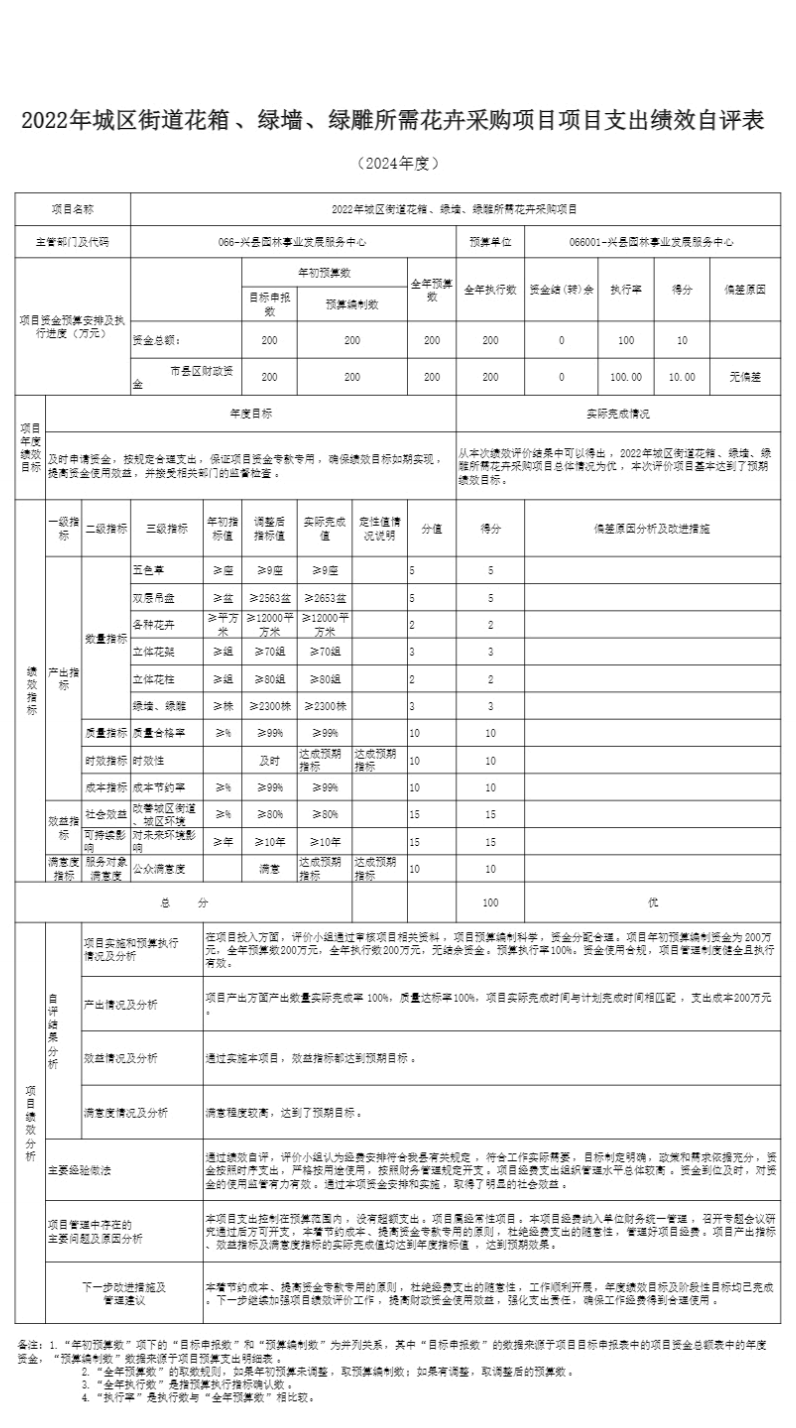 2022年城区街道花箱、绿墙、绿雕所需花卉采购项目项目支出绩效自评表
（2024年度）
项目名称 2022年城区街道花箱、绿墙、绿雕所需花卉采购项目
主管部门及代码 066-兴县园林事业发展服务中心 预算单位 066001-兴县园林事业发展服务中心
项目资金预算安排及执行进度（万元） 年初预算数 全年预算数 全年执行数 资金结(转)余 执行率 得分 偏差原因
目标申报数 预算编制数
资金总额： 200 200 200 200 0 100 10
市县区财政资金 200 200 200 200 0 100.00 10.00 无偏差
项目年度绩效目标 年度目标 实际完成情况
及时申请资金，按规定合理支出，保证项目资金专款专用，确保绩效目标如期实现，
提高资金使用效益，并接受相关部门的监督检查。
从本次绩效评价结果中可以得出，2022年城区街道花箱、绿墙、绿
雕所需花卉采购项目总体情况为优，本次评价项目基本达到了预期
绩效目标。
绩效指标 一级指标 二级指标 三级指标 年初指标值 调整后指标值 实际完成值 定性值情况说明 分值 得分 偏差原因分析及改进措施
产出指标 数量指标 五色草 ≥座 ≥9座 ≥9座 5 5
双层吊盘 ≥盆 ≥2563盆 ≥2653盆 5 5
各种花卉 ≥平方米 ≥12000平方米 ≥12000平方米 2 2
立体花架 ≥组 ≥70组 ≥70组 3 3
立体花柱 ≥组 ≥80组 ≥80组 2 2
绿墙、绿雕 ≥株 ≥2300株 ≥2300株 3 3
质量指标 质量合格率 ≥% ≥99% ≥99% 10 10
时效指标 时效性 及时 达成预期指标 达成预期指标 10 10
成本指标 成本节约率 ≥% ≥99% ≥99% 10 10
效益指标 社会效益 改善城区街道、城区环境 ≥% ≥80% ≥80% 15 15
可持续影响 对未来环境影响 ≥年 ≥10年 ≥10年 15 15
满意度指标 服务对象满意度 公众满意度 满意 达成预期指标 达成预期指标 10 10
总 分 100 优
项目绩效分析 自评结果分析 项目实施和预算执行情况及分析
在项目投入方面，评价小组通过审核项目相关资料，项目预算编制科学，资金分配合理。项目年初预算编制资金为200万
元，全年预算数200万元，全年执行数200万元，无结余资金。预算执行率100%。资金使用合规，项目管理制度健全且执行
有效。
产出情况及分析
项目产出方面产出数量实际完成率 100%，质量达标率100%，项目实际完成时间与计划完成时间相匹配，支出成本200万元
。
效益情况及分析 通过实施本项目，效益指标都达到预期目标。
满意度情况及分析 满意程度较高，达到了预期目标。
主要经验做法
通过绩效自评，评价小组认为经费安排符合我县有关规定，符合工作实际需要，目标制定明确，政策和需求依据充分，资
金按照时序支出，严格按用途使用，按照财务管理规定开支。项目经费支出组织管理水平总体较高。资金到位及时，对资
金的使用监管有力有效。通过本项资金安排和实施，取得了明显的社会效益。
项目管理中存在的
主要问题及原因分析
本项目支出控制在预算范围内，没有超额支出。项目属经常性项目。本项目经费纳入单位财务统一管理，召开专题会议研
究通过后方可开支，本着节约成本、提高资金专款专用的原则，杜绝经费支出的随意性，管理好项目经费。项目产出指标
、效益指标及满意度指标的实际完成值均达到年度指标值，达到预期效果。
下一步改进措施及
管理建议
本着节约成本、提高资金专款专用的原则，杜绝经费支出的随意性，工作顺利开展，年度绩效目标及阶段性目标均已完成
。下一步继续加强项目绩效评价工作，提高财政资金使用效益，强化支出责任，确保工作经费得到合理使用。
备注：1.“年初预算数”项下的“目标申报数”和“预算编制数”为并列关系，其中“目标申报数”的数据来源于项目目标申报表中的项目资金总额表中的年度
资金，“预算编制数”数据来源于项目预算支出明细表。
2.“全年预算数”的取数规则，如果年初预算未调整，取预算编制数；如果有调整，取调整后的预算数。
3.“全年执行数”是指预算执行指标确认数。
4.“执行率”是执行数与“全年预算数”相比较。